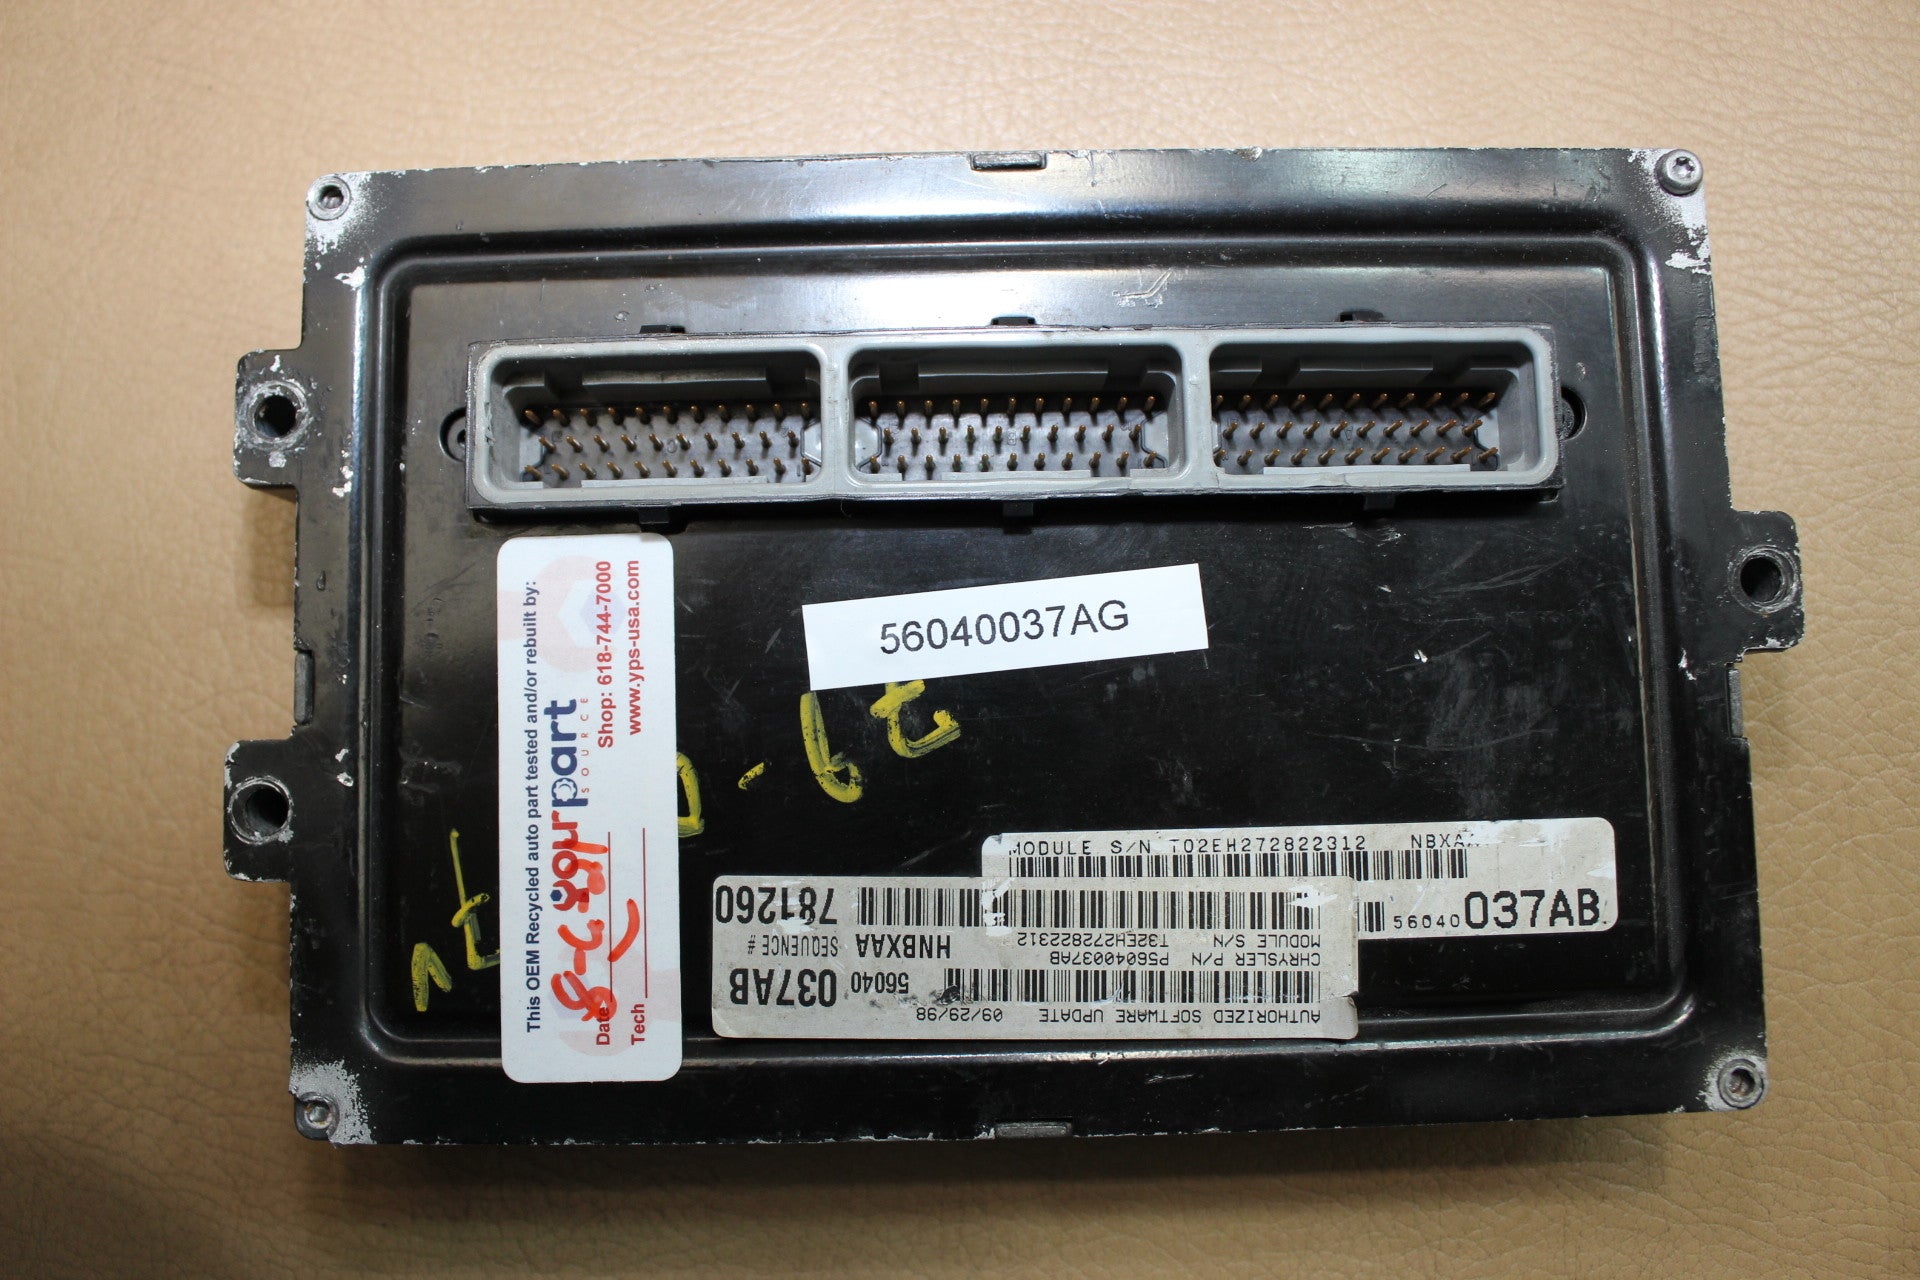 56040037AG
This OEM Recycled auto part tested and/or rebuilt by:
yourpart
SOURCE
Shop: 618-744-7000
www.yps-usa.com
Date
Tech
MODULE S/N T02EH272822312 NBXAA
56040 037AB
AUTHORIZED SOFTWARE UPDATE 09/29/98
56040 037AB
CHRYSLER P/N P56040037AB
MODULE S/N T32EH272822312
HNBXAA SEQUENCE # 781260